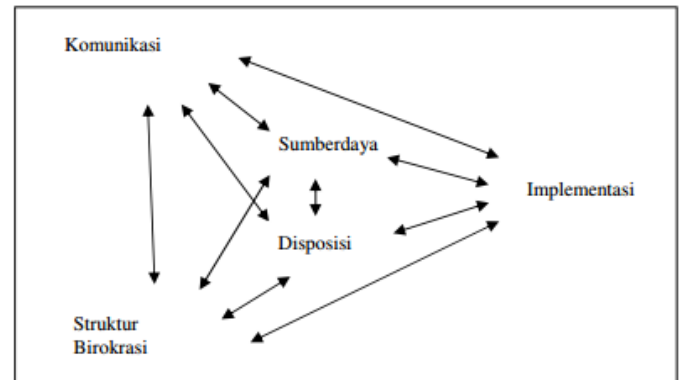 Komunikasi
Sumberdaya
Implementasi
Disposisi
Struktur
Birokrasi